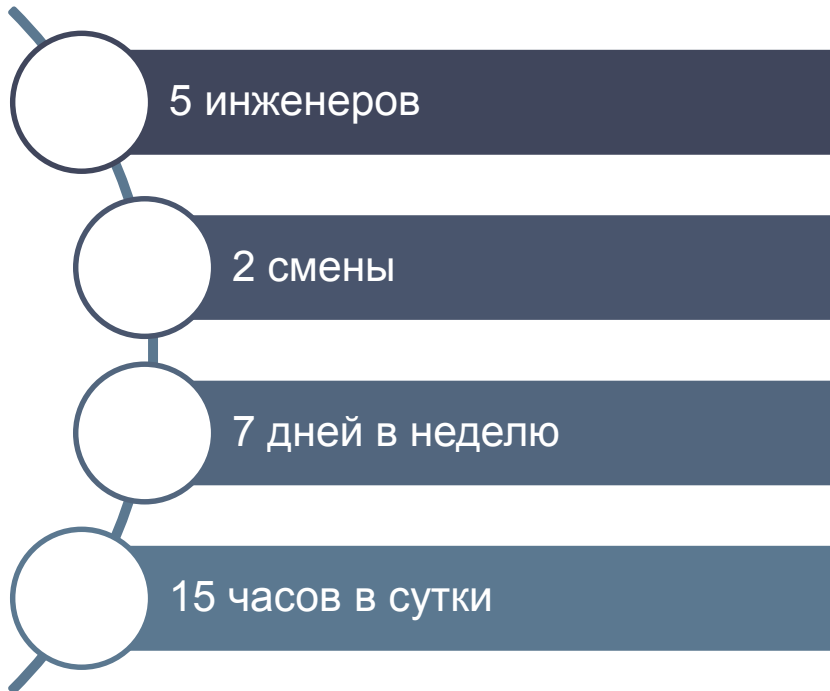 5 инженеров
2 смены
7 дней в неделю
15 часов в сутки